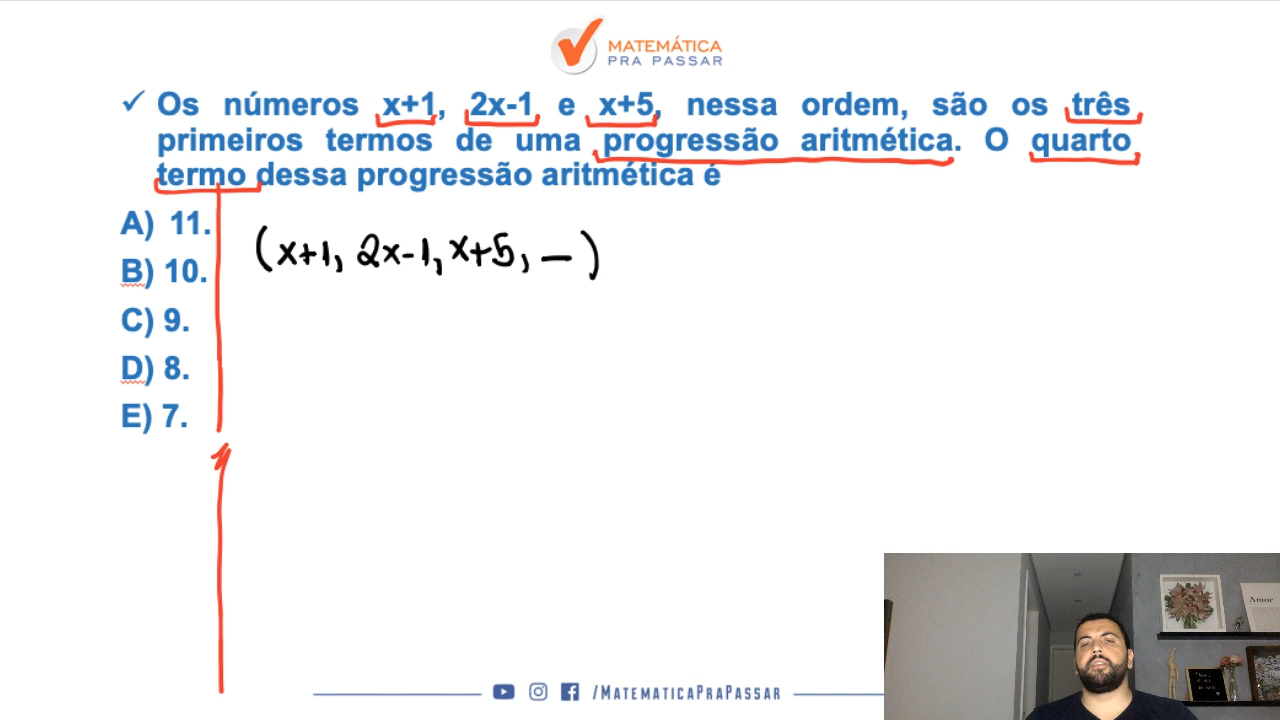 MATEMÁTICA
PRA PASSAR
✓ Os números x+1, 2x-1 e x+5, nessa ordem, são os três
primeiros termos de uma progressão aritmética. O quarto
termo dessa progressão aritmética é
A) 11.
(x+1, 2x-1, x+5, _ )
B) 10.
C) 9.
D) 8.
E) 7.
/MATEMATICAPRAPASSAR